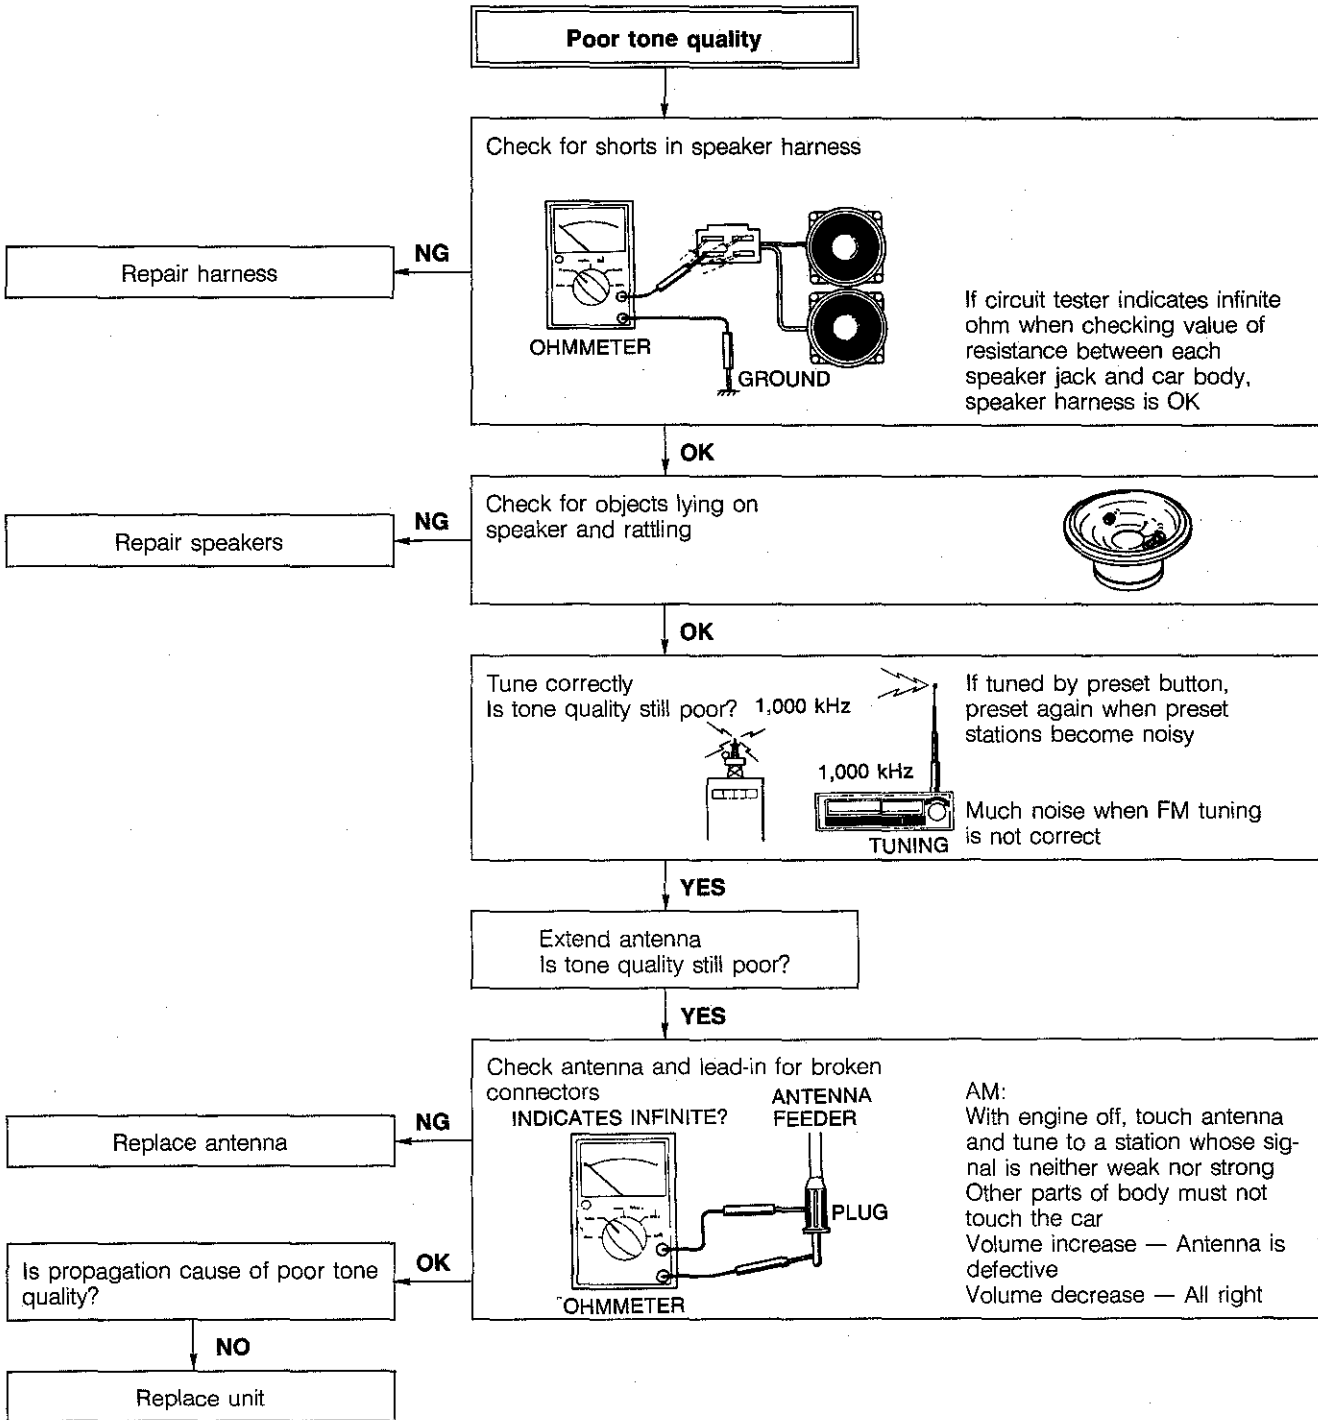 Poor tone quality
Check for shorts in speaker harness
NG
Repair harness
OHMMETER
GROUND
If circuit tester indicates infinite
ohm when checking value of
resistance between each
speaker jack and car body,
speaker harness is OK
OK
Check for objects lying on
speaker and rattling
NG
Repair speakers
OK
Tune correctly
Is tone quality still poor?
1,000 kHz
1,000 kHz
TUNING
If tuned by preset button,
preset again when preset
stations become noisy
Much noise when FM tuning
is not correct
YES
Extend antenna
Is tone quality still poor?
YES
Check antenna and lead-in for broken
connectors
INDICATES INFINITE?
ANTENNA
FEEDER
PLUG
OHMMETER
AM:
With engine off, touch antenna
and tune to a station whose sig-
nal is neither weak nor strong
Other parts of body must not
touch the car
Volume increase — Antenna is
defective
Volume decrease — All right
NG
Replace antenna
OK
Is propagation cause of poor tone
quality?
NO
Replace unit